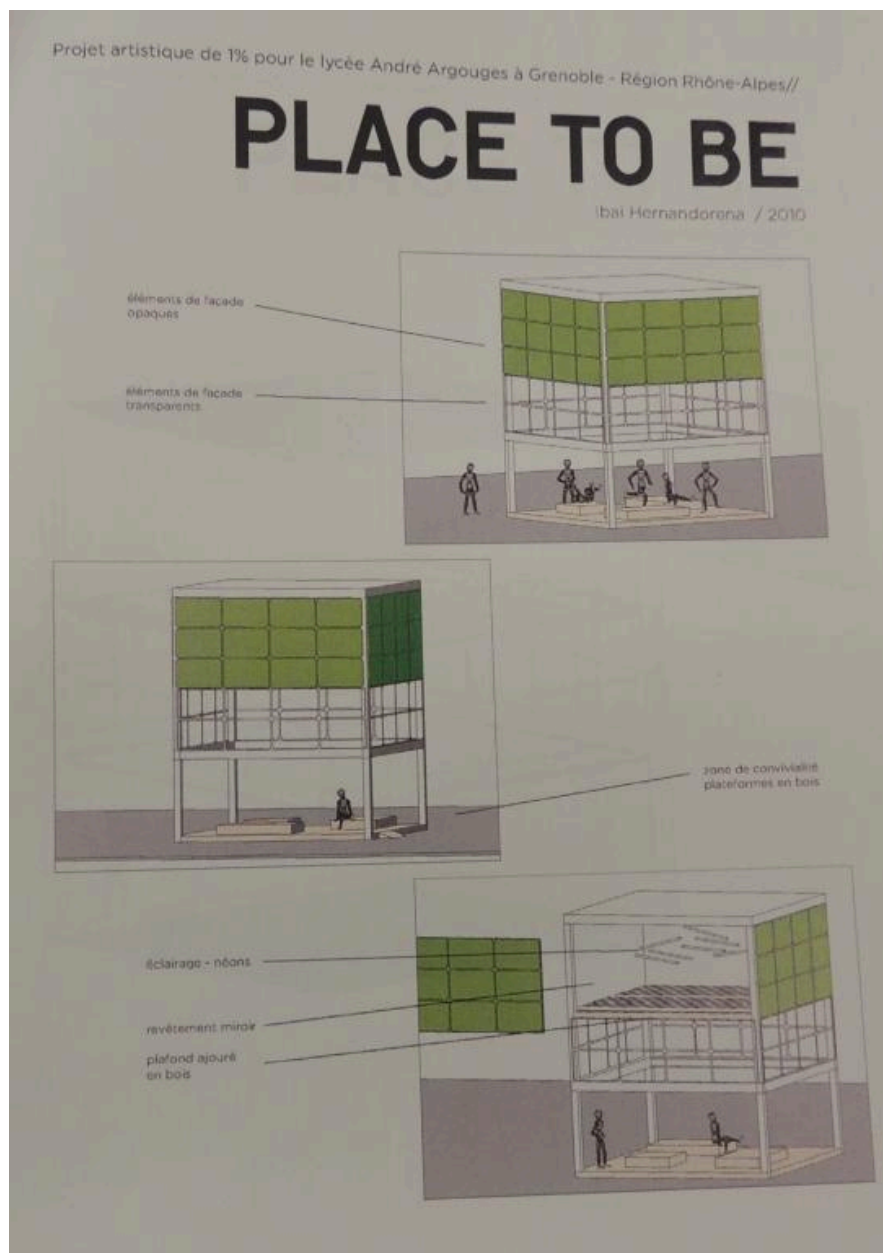 Projet artistique de 1% pour le lycée André Argouges à Grenoble - Région Rhône-Alpes//
PLACE TO BE
Ibai Hernandorena / 2010
éléments de façade
opaques
éléments de façade
transparents
zone de convivialité
plateformes en bois
éclairage - néons
revêtement miroir
plafond ajouré
en bois